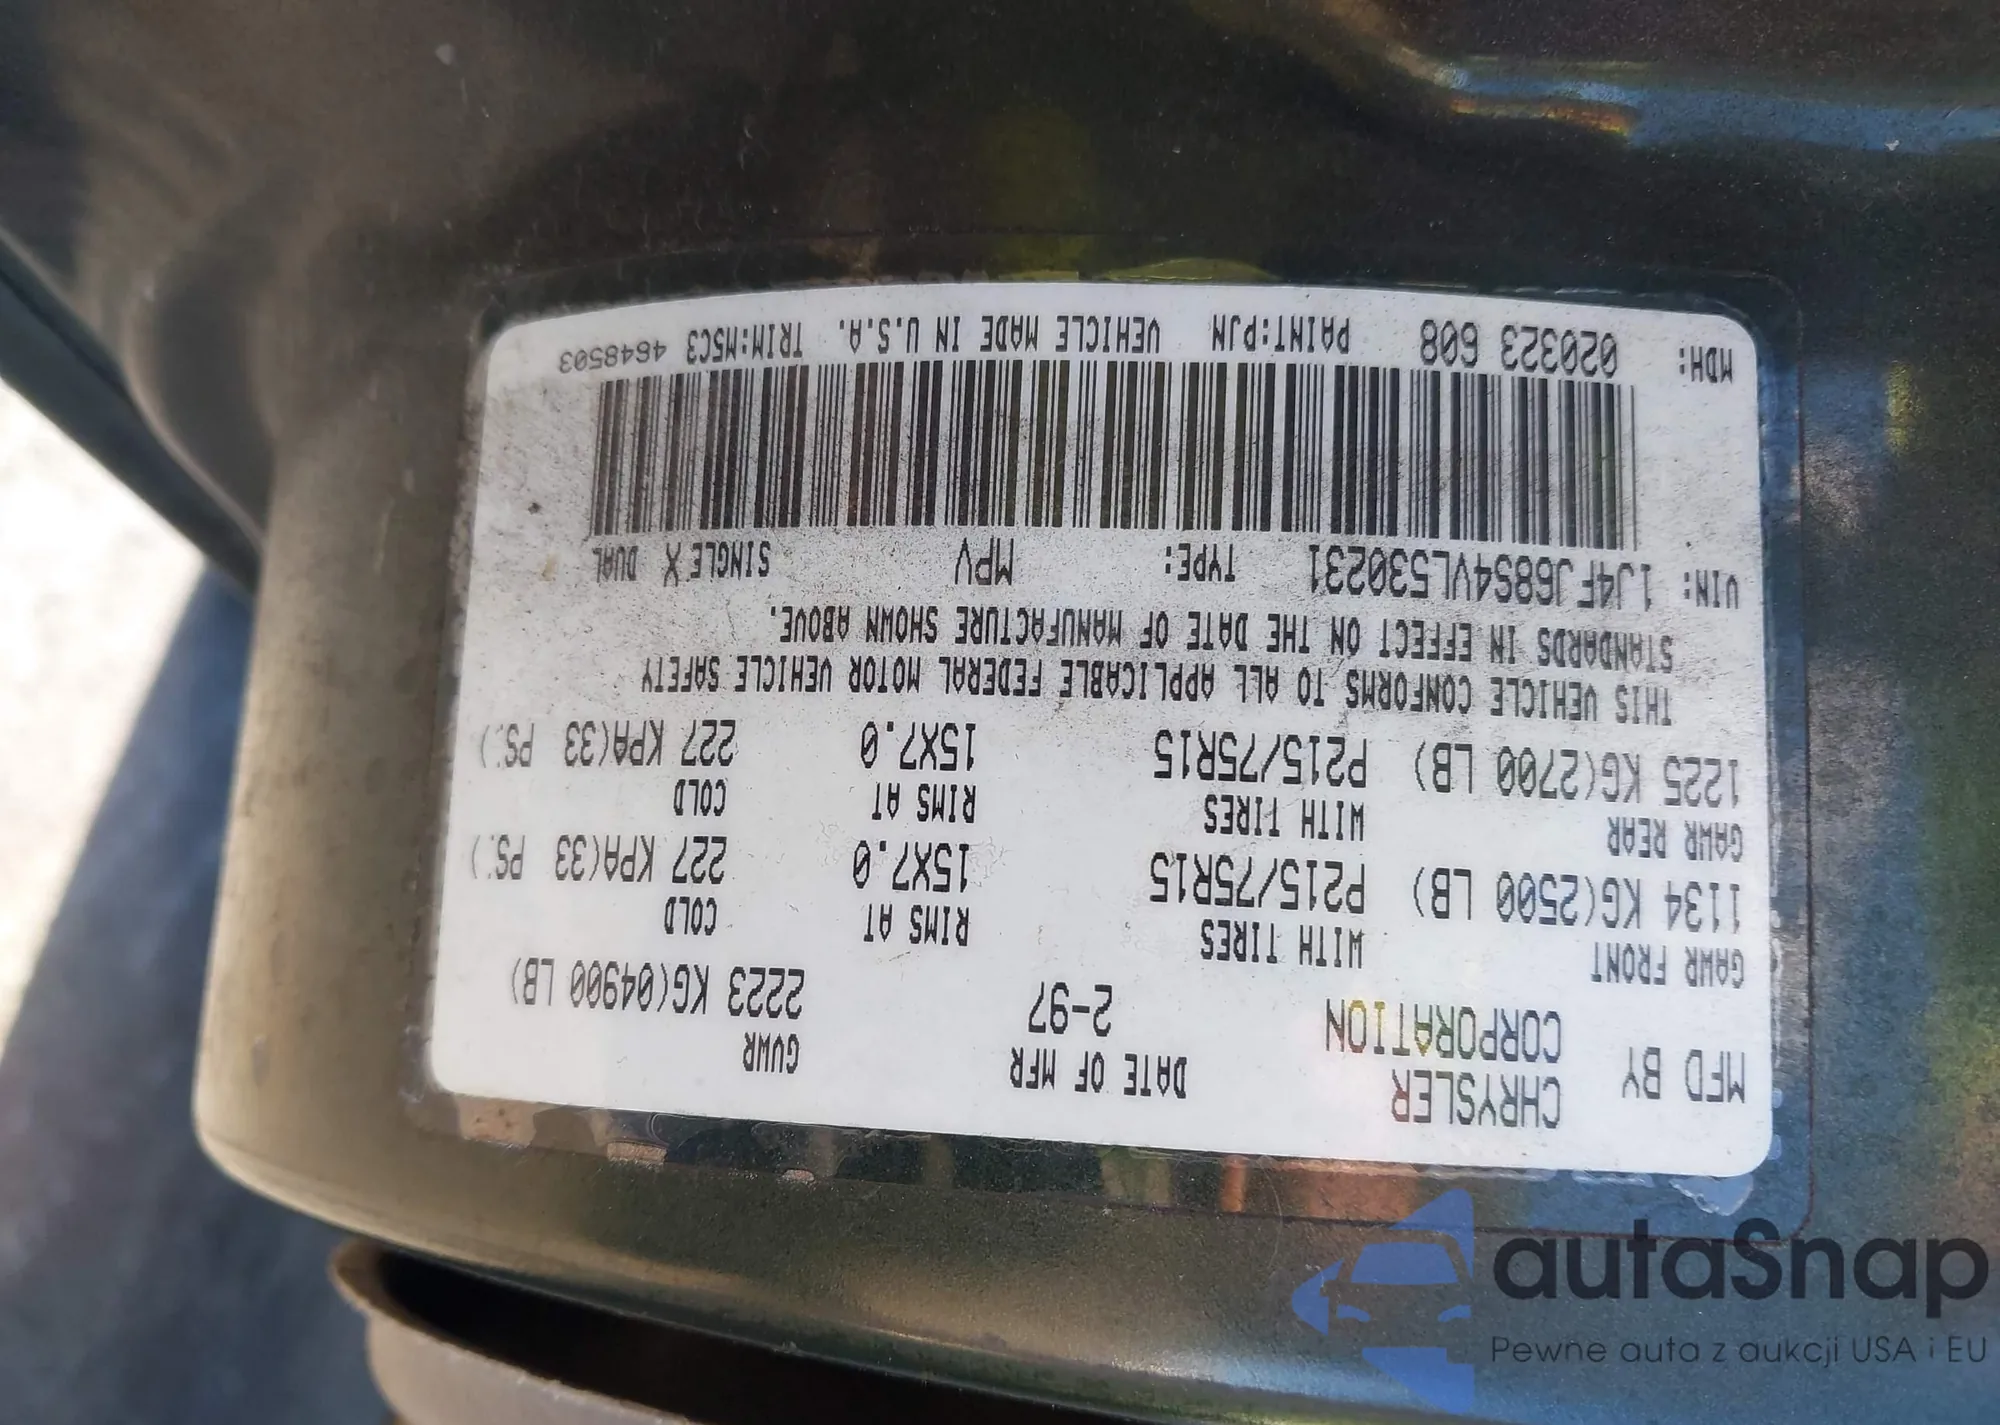 MFD BY CHRYSLER CORPORATION DATE OF MFR 2-97 GVWR 2223 KG(04900 LB)
GAWR FRONT WITH TIRES RIMS AT COLD
1134 KG(2500 LB) P215/75R15 15X7.0 227 KPA(33 PSI)
GAWR REAR WITH TIRES RIMS AT COLD
1225 KG(2700 LB) P215/75R15 15X7.0 227 KPA(33 PSI)
THIS VEHICLE CONFORMS TO ALL APPLICABLE FEDERAL MOTOR VEHICLE SAFETY
STANDARDS IN EFFECT ON THE DATE OF MANUFACTURE SHOWN ABOVE.
VIN: 1J4FJ68S4VL530231 TYPE: MPV SINGLE X DUAL
MDH: 020323 608 PAINT:PJN VEHICLE MADE IN U.S.A. TRIM:M5C3 4648503
autaSnap
Pewne auta z aukcji USA i EU